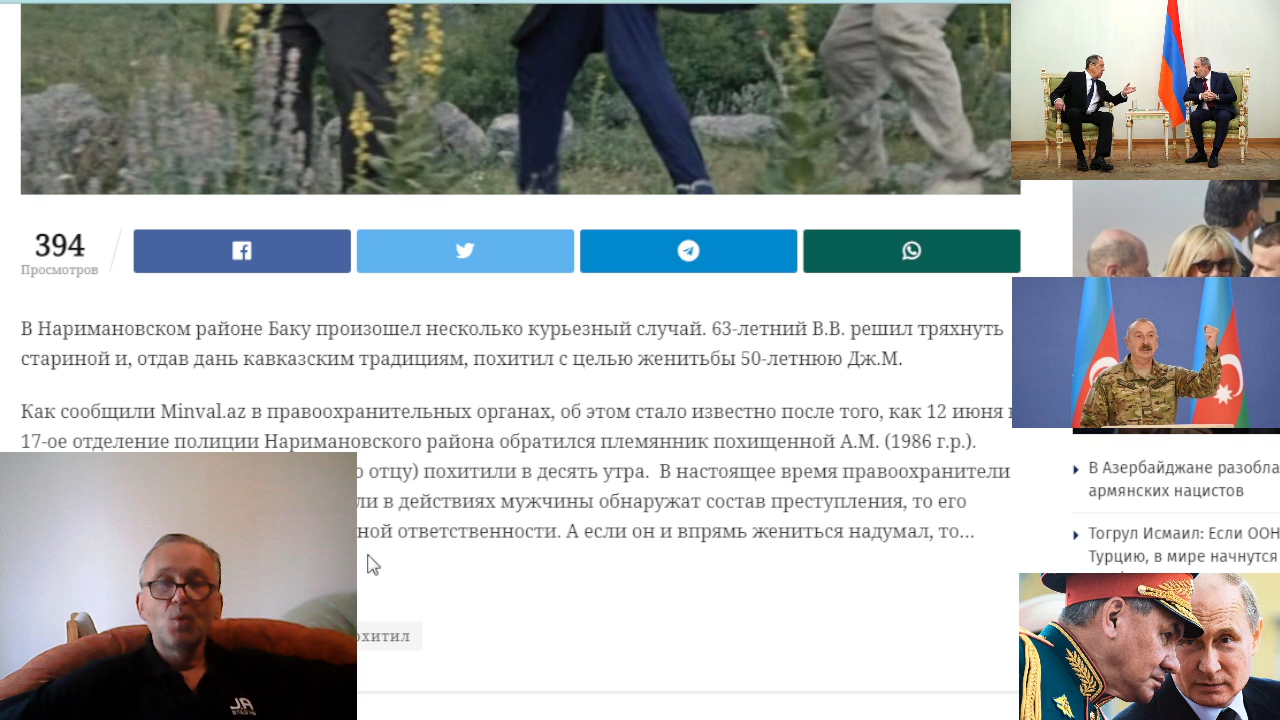 394
Просмотров
В Наримановском районе Баку произошел несколько курьезный случай. 63-летний В.В. решил тряхнуть
стариной и, отдав дань кавказским традициям, похитил с целью женитьбы 50-летнюю Дж.М.
Как сообщили Minval.az в правоохранительных органах, об этом стало известно после того, как 12 июня
17-ое отделение полиции Наримановского района обратился племянник похищенной А.М. (1986 г.р.).
отцу) похитили в десять утра. В настоящее время правоохранители
в действиях мужчины обнаружат состав преступления, то его
ответственности. А если он и впрямь жениться надумал, то...
В Азербайджане
армянских нацистов
Тогрул Исмаил: Если ООН
Турцию, в мире начнутся